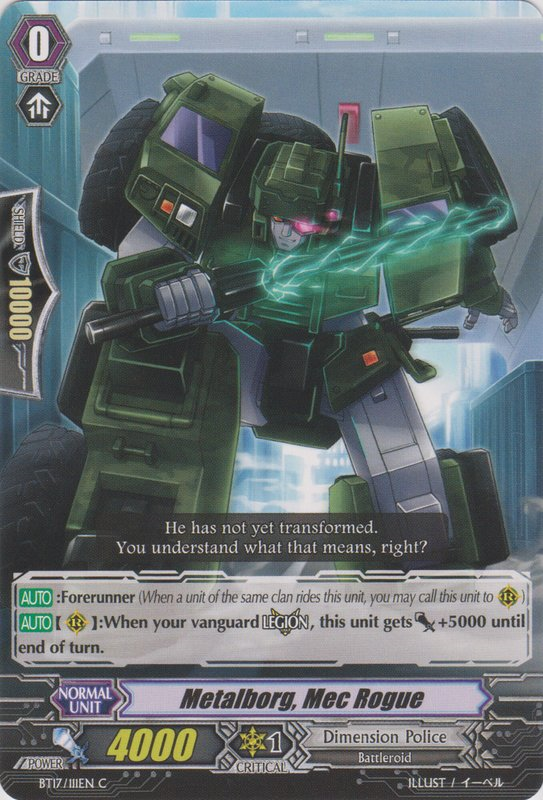 0
GRADE
SHIELD
10000
He has not yet transformed.
You understand what that means, right?
AUTO :Forerunner (When a unit of the same clan rides this unit, you may call this unit to R)
AUTO 【 R 】:When your vanguard LEGION, this unit gets +5000 until
end of turn.
NORMAL
UNIT
Metalborg, Mec Rogue
POWER
4000
1
CRITICAL
Dimension Police
Battleroid
BT17/111EN C
ILLUST / イーベル